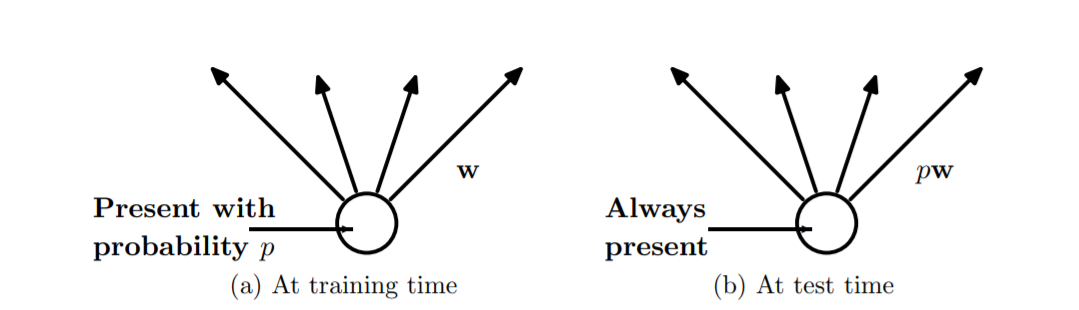 w
Present with
probability p
(a) At training time
pw
Always
present
(b) At test time